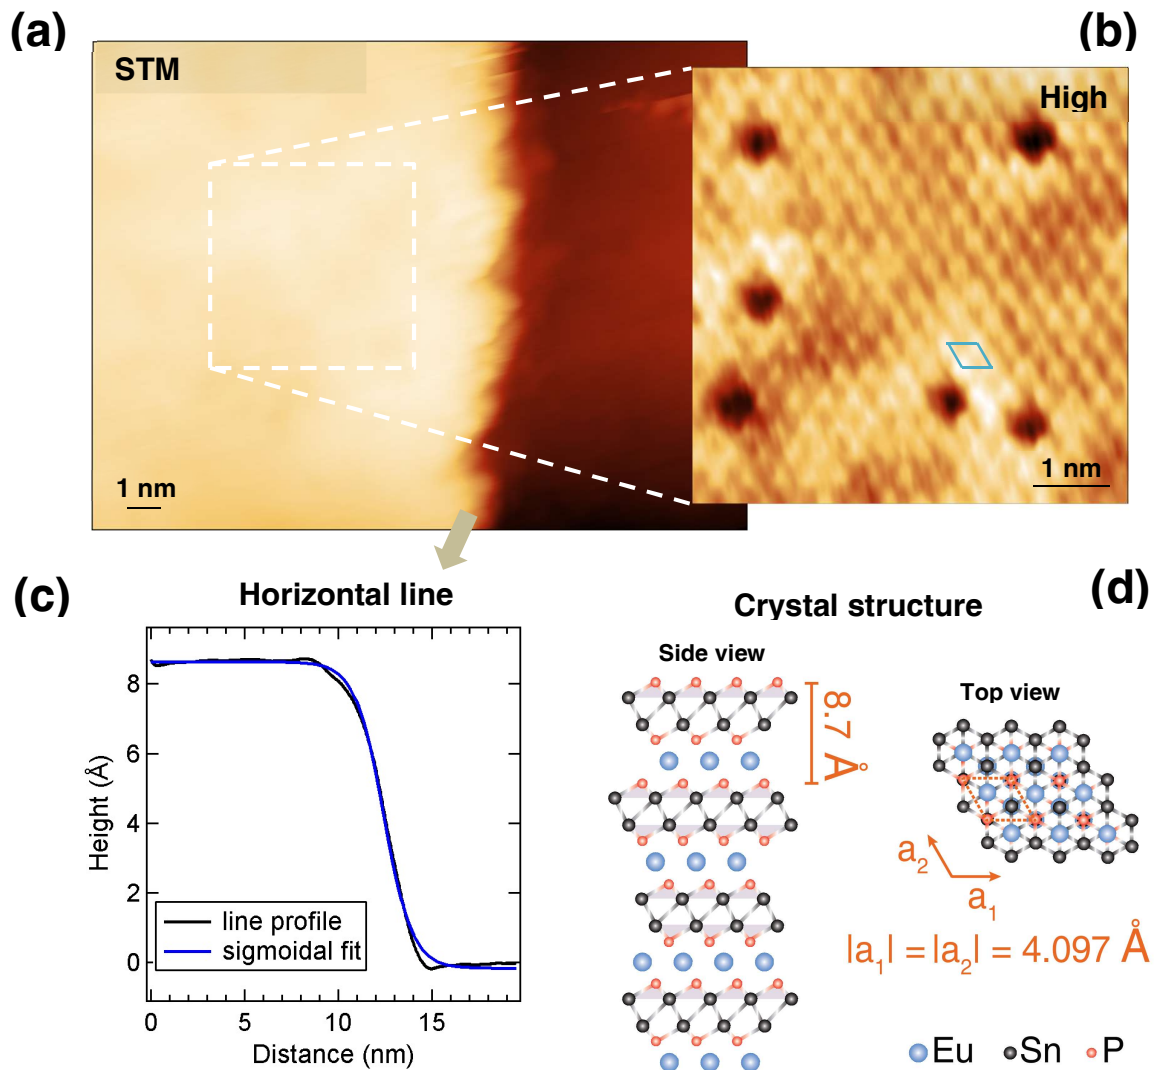 (a)
(b)
STM
High
1 nm
1 nm
(c)
(d)
Horizontal line
Crystal structure
Height (Å)
8
6
4
2
0
line profile
sigmoidal fit
0 5 10 15
Distance (nm)
Side view
Top view
8.7 Å
a2
a1
|a1| = |a2| = 4.097 Å
Eu Sn P